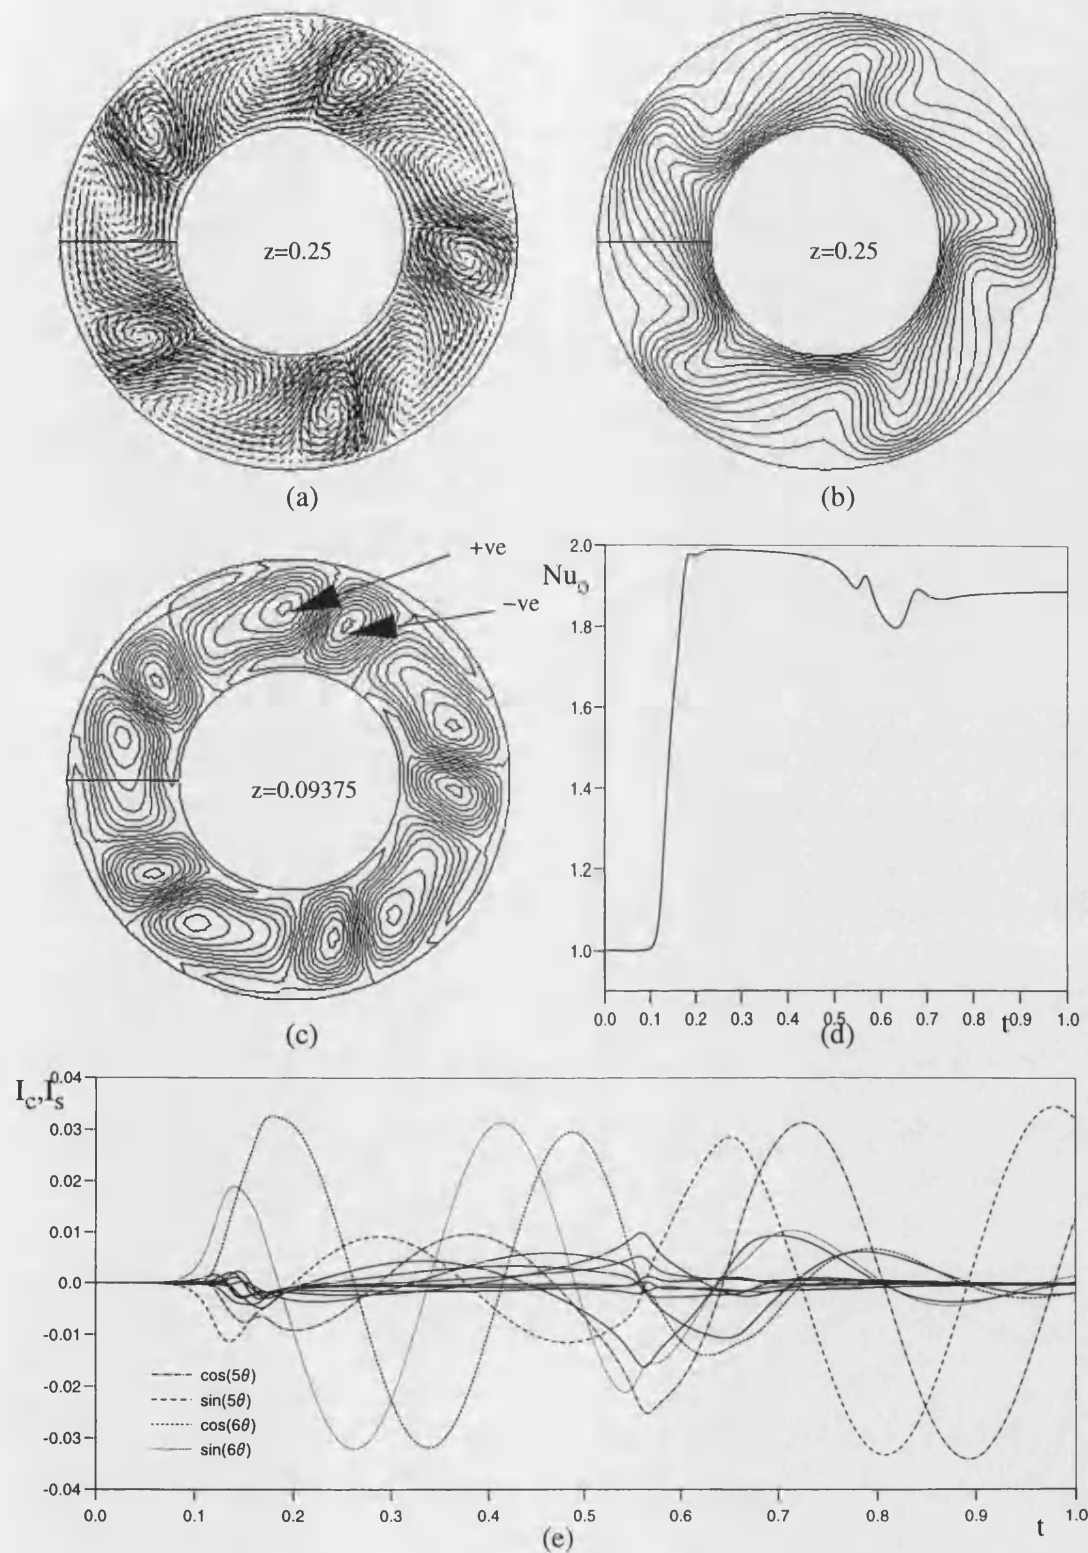 z=0.25
z=0.25
(a)
(b)
+ve
−ve
z=0.09375
(c)
Nu
2.0
1.8
1.6
1.4
1.2
1.0
0.0 0.1 0.2 0.3 0.4 0.5 0.6 0.7 0.8 t 0.9 1.0
(d)
I_c,I_s
0.04
0.03
0.02
0.01
0.0
-0.01
-0.02
-0.03
-0.04
cos(5θ)
sin(5θ)
cos(6θ)
sin(6θ)
0.0 0.1 0.2 0.3 0.4 0.5 0.6 0.7 0.8 0.9 1.0
t
(e)